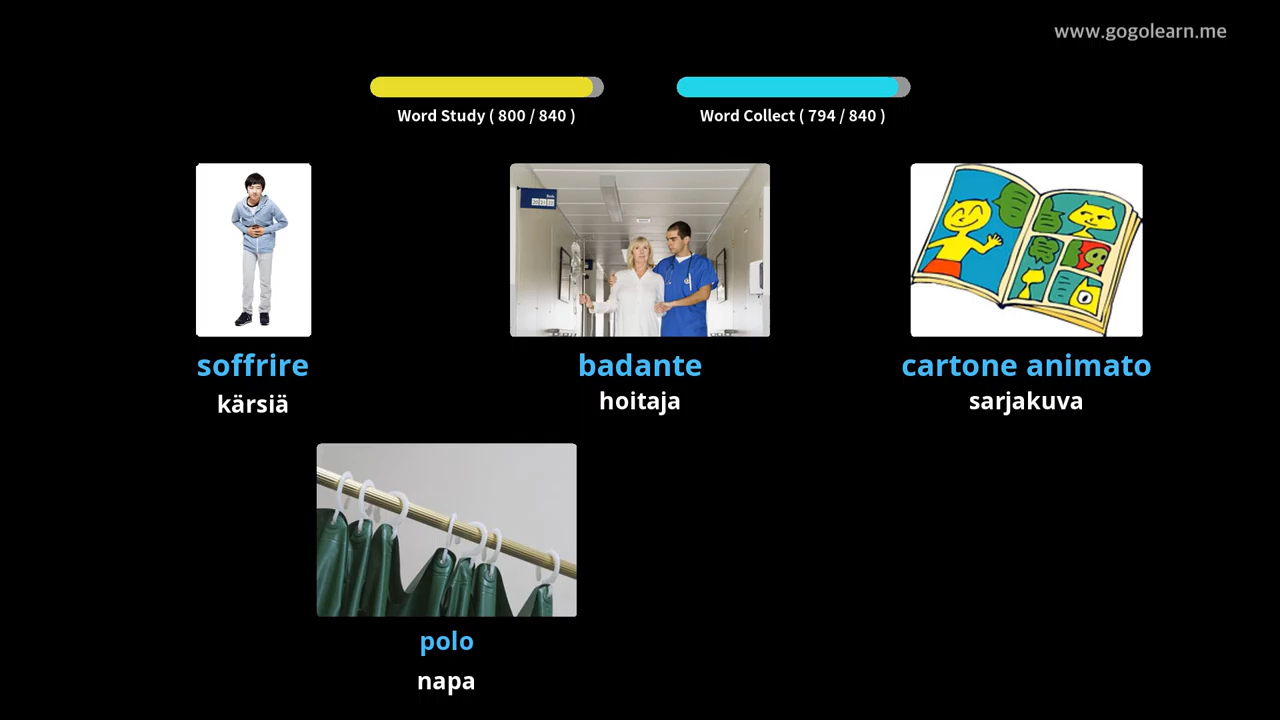 www.gogolearn.me
Word Study ( 800 / 840 )
Word Collect ( 794 / 840 )
soffrire
kärsiä
badante
hoitaja
cartone animato
sarjakuva
polo
napa